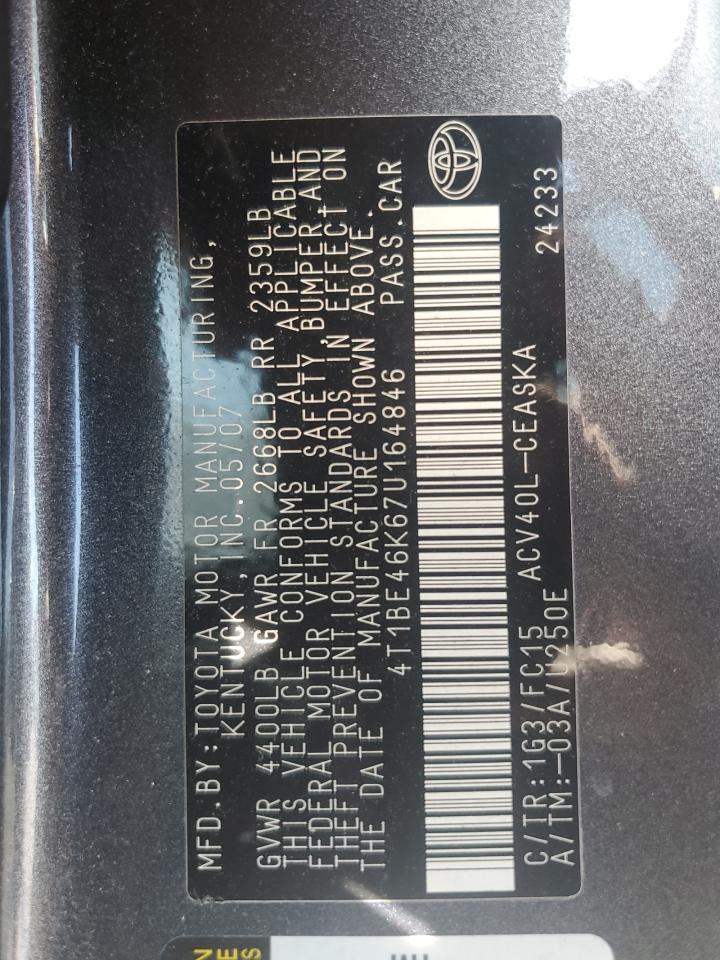 MFD.BY:TOYOTA MOTOR MANUFACTURING,
KENTUCKY, INC.05/07
GVWR 4400LB GAWR FR 2668LB RR 2359LB
THIS VEHICLE CONFORMS TO ALL APPLICABLE
FEDERAL MOTOR VEHICLE SAFETY, BUMPER, AND
THEFT PREVENTION STANDARDS IN EFFECT ON
THE DATE OF MANUFACTURE SHOWN ABOVE.
4T1BE46K67U164846 PASS.CAR
C/TR:1G3/FC15 ACV40L-CEASKA 24233
A/TM:-03A/U250E